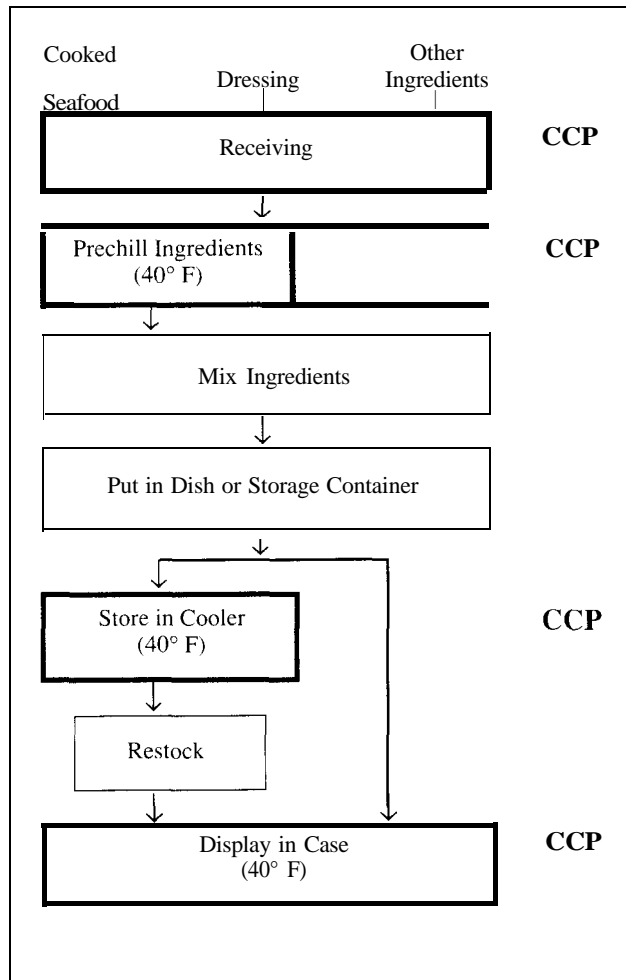 Cooked
Seafood
Dressing
Other
Ingredients
Receiving
CCP
Prechill Ingredients
(40° F)
CCP
Mix Ingredients
Put in Dish or Storage Container
Store in Cooler
(40° F)
CCP
Restock
Display in Case
(40° F)
CCP